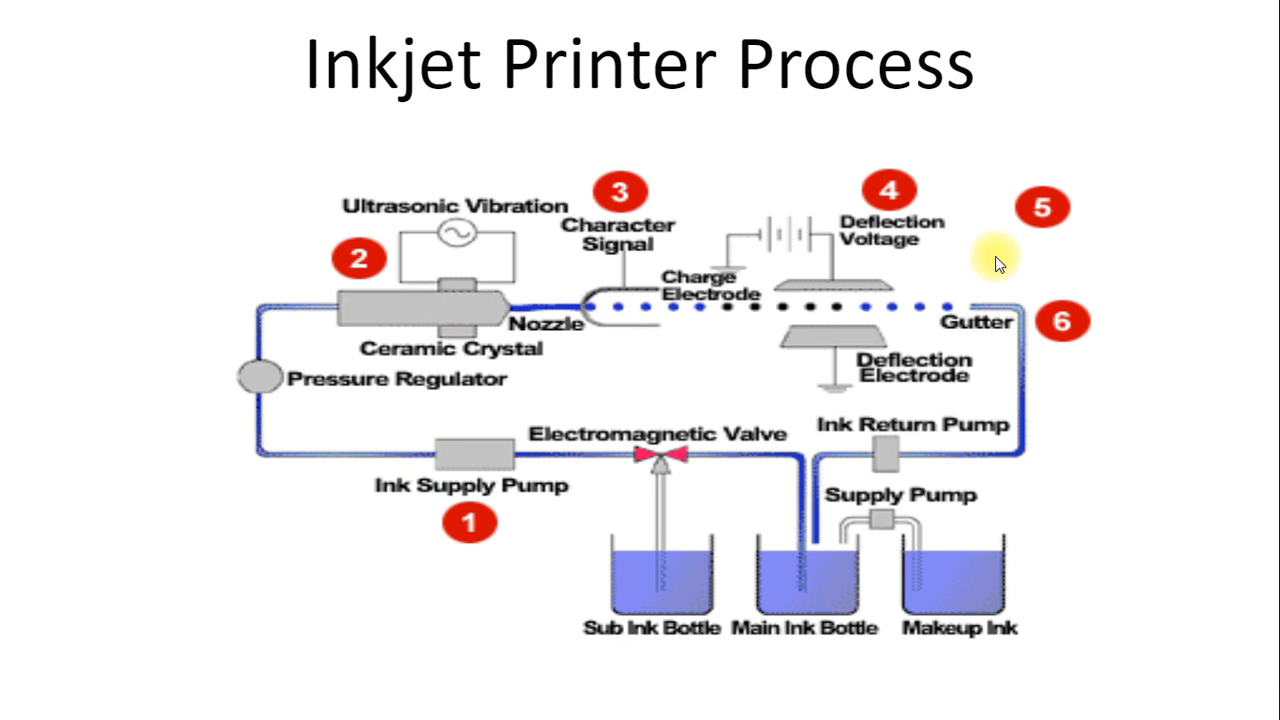 Inkjet Printer Process
3
4
5
Ultrasonic Vibration
Character
Signal
Deflection
Voltage
2
Charge
Electrode
Nozzle
Gutter
6
Ceramic Crystal
Deflection
Electrode
Pressure Regulator
Electromagnetic Valve
Ink Return Pump
Ink Supply Pump
Supply Pump
1
Sub Ink Bottle
Main Ink Bottle
Makeup Ink